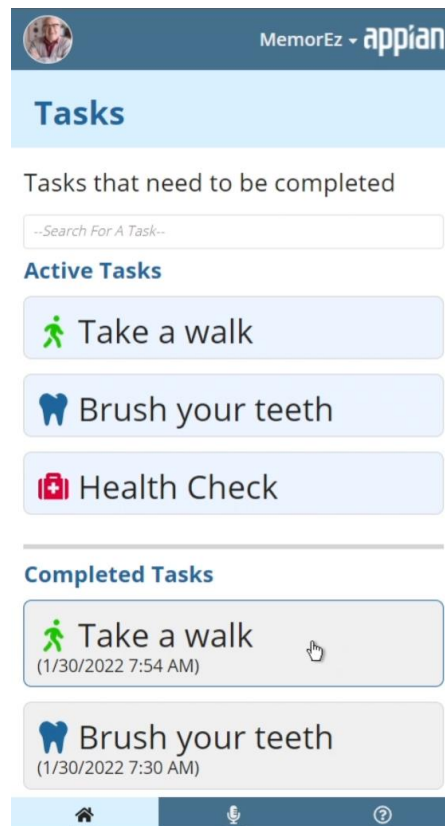 MemorEz appian
Tasks
Tasks that need to be completed
--Search For A Task--
Active Tasks
Take a walk
Brush your teeth
Health Check
Completed Tasks
Take a walk
(1/30/2022 7:54 AM)
Brush your teeth
(1/30/2022 7:30 AM)